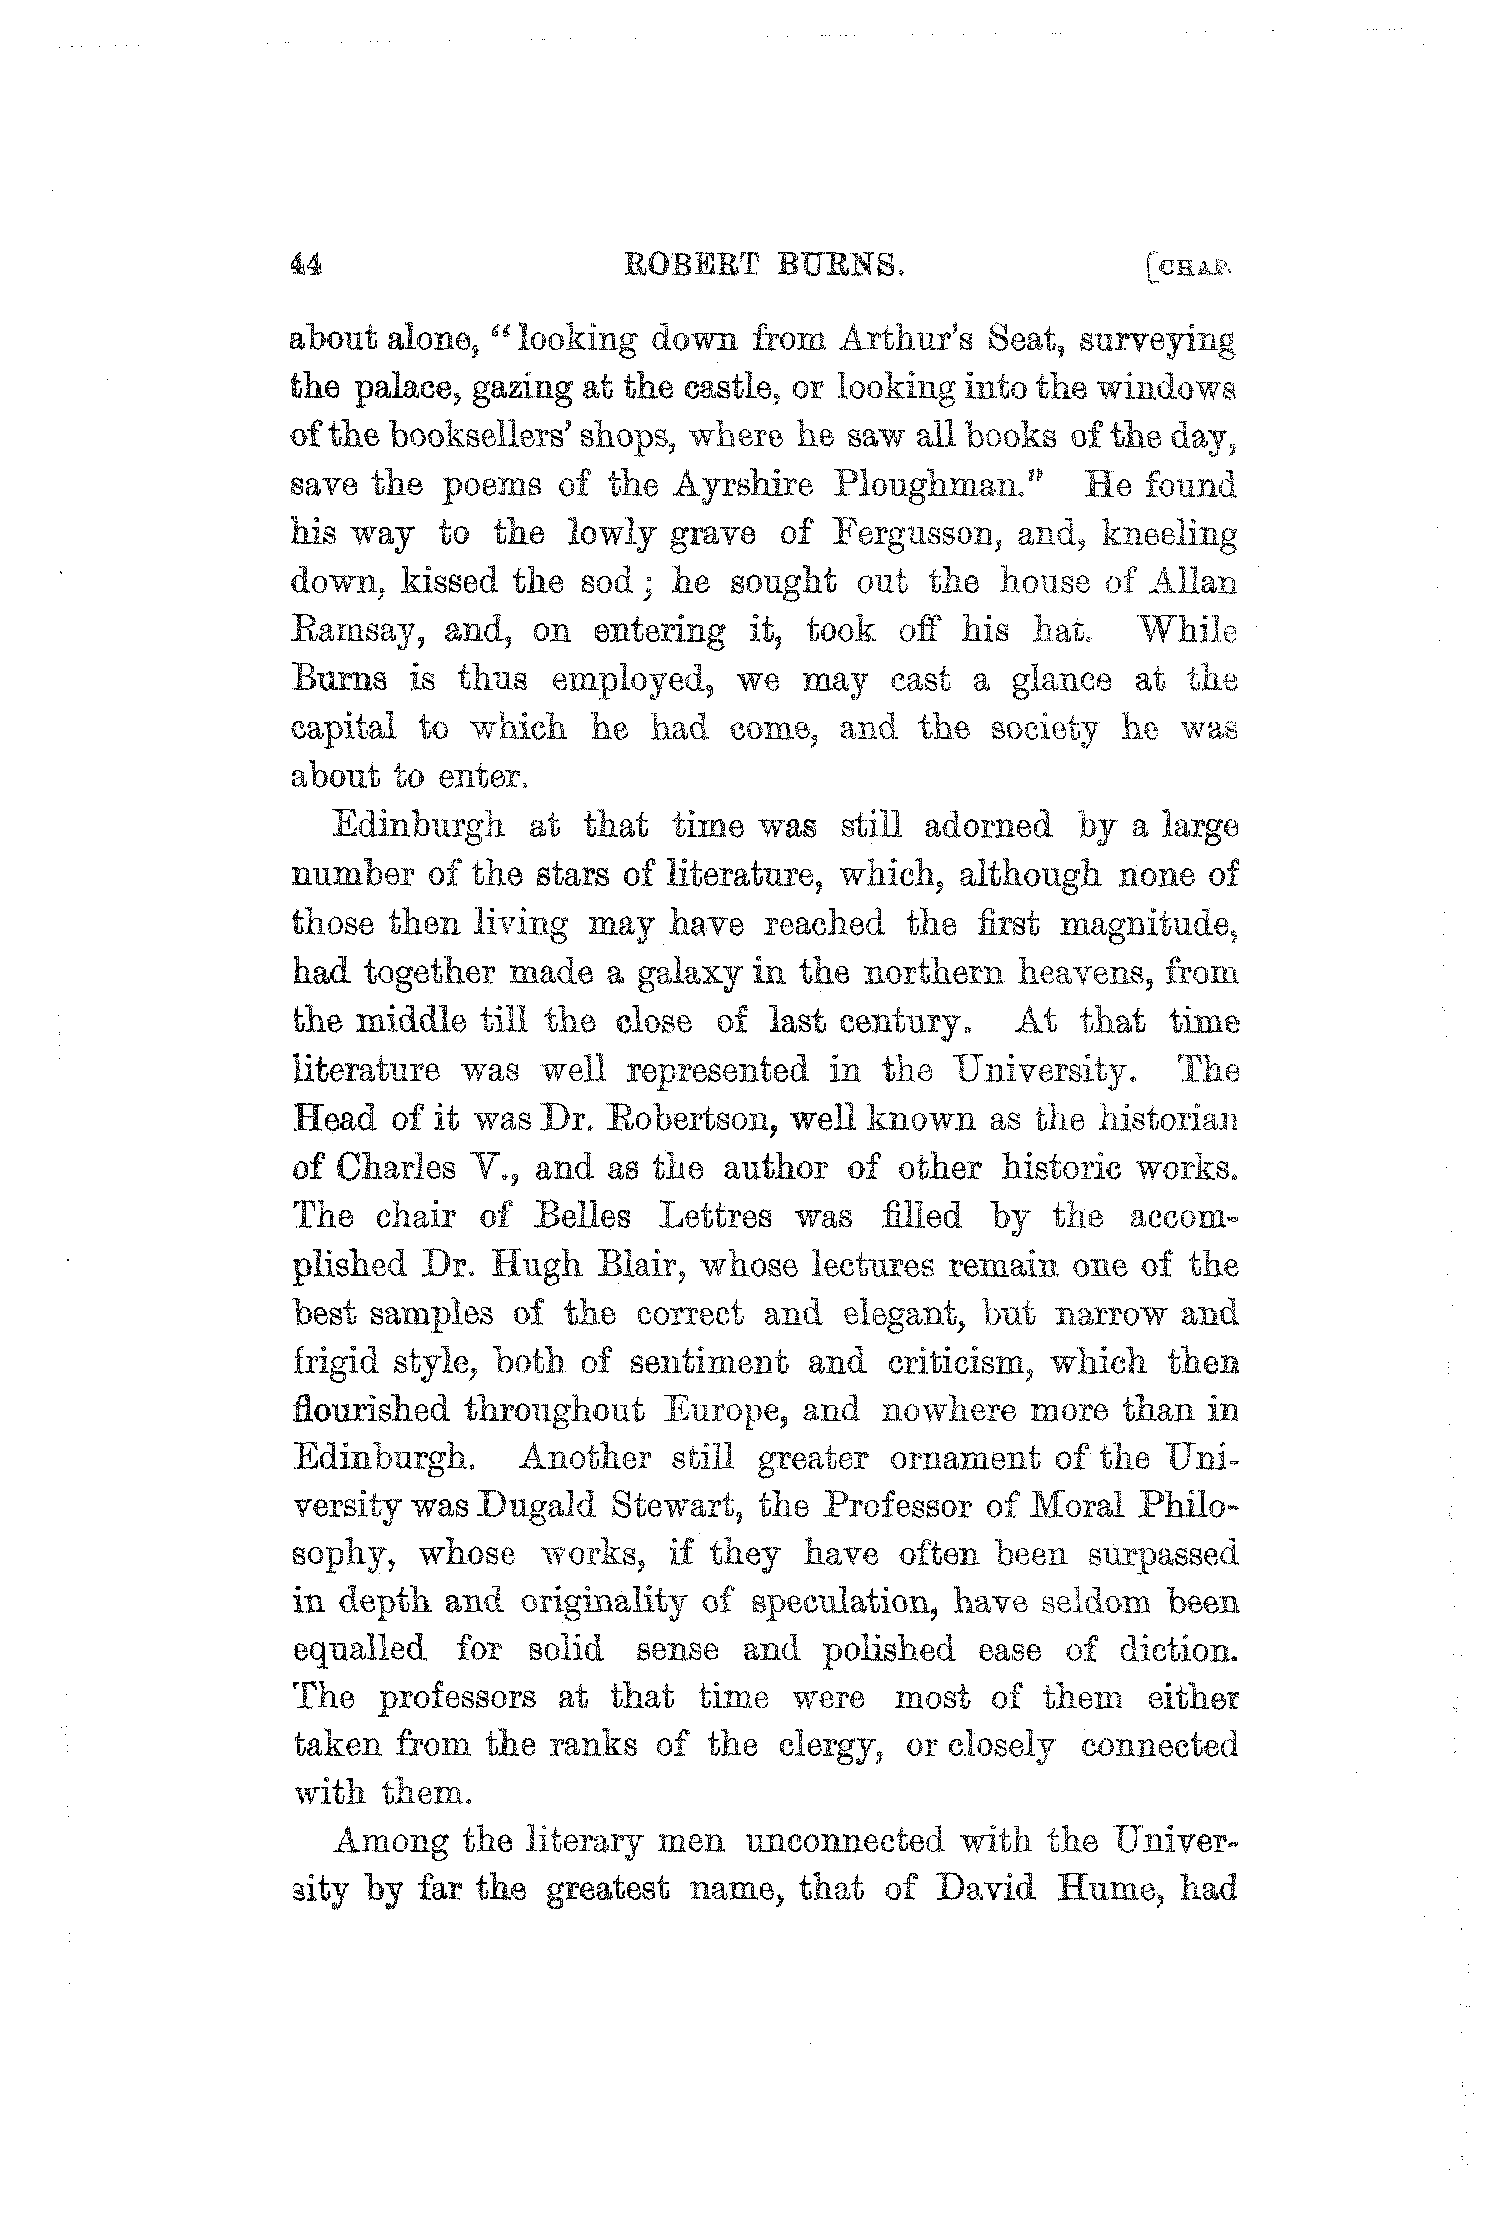 44 ROBERT BURNS. [CHAP.
about alone, “looking down from Arthur's Seat, surveying
the palace, gazing at the castle, or looking into the windows
of the booksellers' shops, where he saw all books of the day,
save the poems of the Ayrshire Ploughman.” He found
his way to the lowly grave of Fergusson, and, kneeling
down, kissed the sod; he sought out the house of Allan
Ramsay, and, on entering it, took off his hat. While
Burns is thus employed, we may cast a glance at the
capital to which he had come, and the society he was
about to enter.
Edinburgh at that time was still adorned by a large
number of the stars of literature, which, although none of
those then living may have reached the first magnitude,
had together made a galaxy in the northern heavens, from
the middle till the close of last century. At that time
literature was well represented in the University. The
Head of it was Dr. Robertson, well known as the historian
of Charles V., and as the author of other historic works.
The chair of Belles Lettres was filled by the accom-
plished Dr. Hugh Blair, whose lectures remain one of the
best samples of the correct and elegant, but narrow and
frigid style, both of sentiment and criticism, which then
flourished throughout Europe, and nowhere more than in
Edinburgh. Another still greater ornament of the Uni-
versity was Dugald Stewart, the Professor of Moral Philo-
sophy, whose works, if they have often been surpassed
in depth and originality of speculation, have seldom been
equalled for solid sense and polished ease of diction.
The professors at that time were most of them either
taken from the ranks of the clergy, or closely connected
with them.
Among the literary men unconnected with the Univer-
sity by far the greatest name, that of David Hume, had